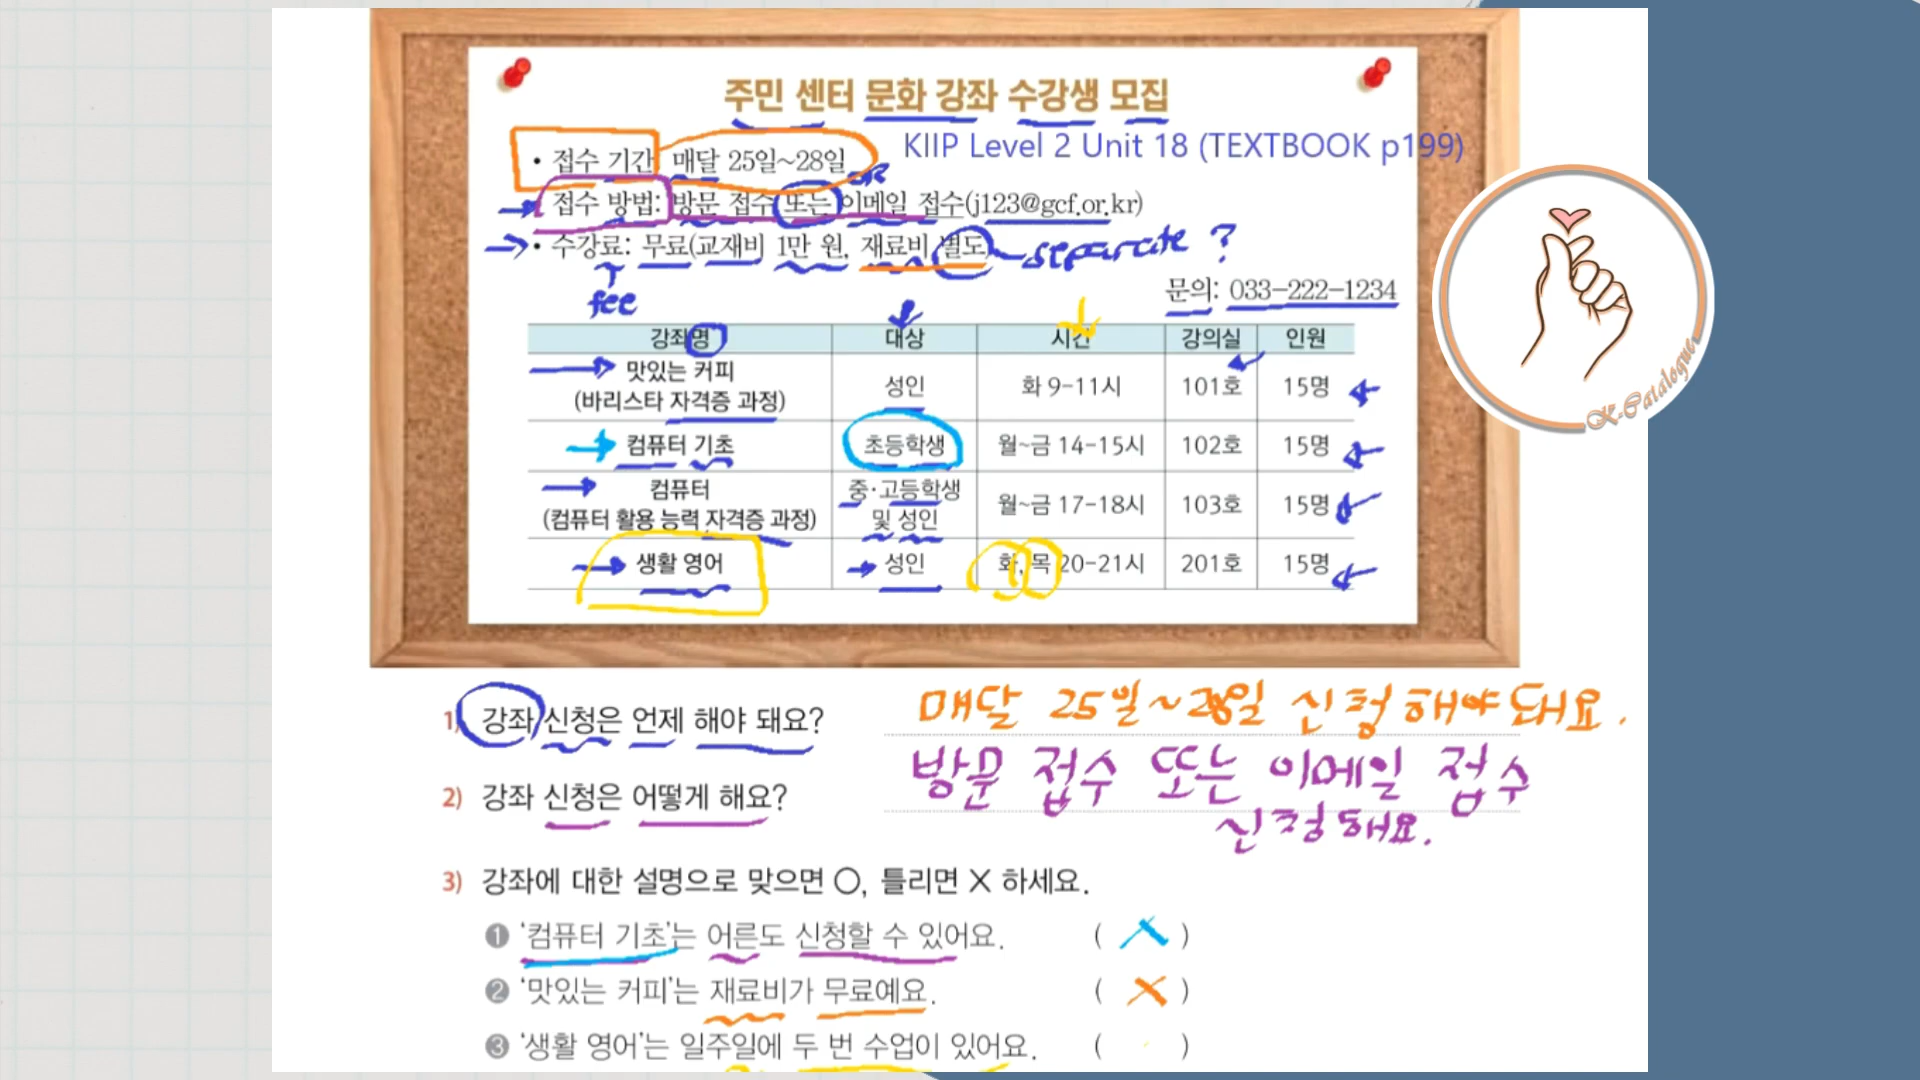 주민 센터 문화 강좌 수강생 모집
KIIP Level 2 Unit 18 (TEXTBOOK p199)
• 접수 기간 매달 25일~28일
or
접수 방법: 방문 접수 또는 이메일 접수(j123@gcf.or.kr)
• 수강료: 무료(교재비 1만 원, 재료비 별도) separate ?
fee
문의: 033-222-1234
강좌명 대상 시간 강의실 인원
맛있는 커피
(바리스타 자격증 과정) 성인 화 9-11시 101호 15명
컴퓨터 기초 초등학생 월~금 14-15시 102호 15명
컴퓨터
(컴퓨터 활용 능력 자격증 과정) 중·고등학생
및 성인 월~금 17-18시 103호 15명
생활 영어 성인 화, 목 20-21시 201호 15명
K-Catalogue
1) 강좌 신청은 언제 해야 돼요? 매달 25일~28일 신청해야 돼요.
2) 강좌 신청은 어떻게 해요? 방문 접수 또는 이메일 접수
신청해요.
3) 강좌에 대한 설명으로 맞으면 ○, 틀리면 X 하세요.
❶ ‘컴퓨터 기초’는 어른도 신청할 수 있어요. ( X )
❷ ‘맛있는 커피’는 재료비가 무료예요. ( X )
❸ ‘생활 영어’는 일주일에 두 번 수업이 있어요. ( )